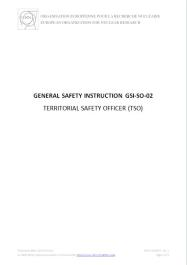 ORGANISATION EUROPÉENNE POUR LA RECHERCHE NUCLÉAIRE
EUROPEAN ORGANIZATION FOR NUCLEAR RESEARCH
GENERAL SAFETY INSTRUCTION GSI-SO-02
TERRITORIAL SAFETY OFFICER (TSO)